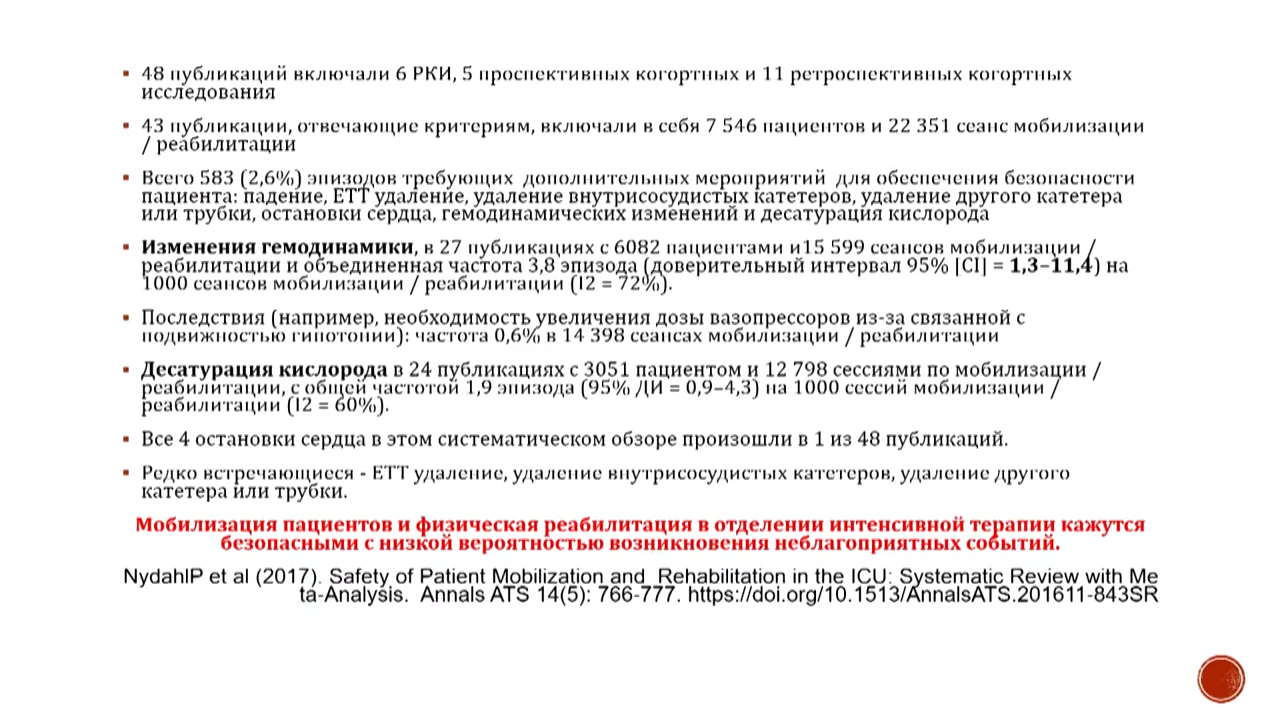 48 публикаций включали 6 РКИ, 5 проспективных когортных и 11 ретроспективных когортных
исследования
43 публикации, отвечающие критериям, включали в себя 7 546 пациентов и 22 351 сеанс мобилизации
/ реабилитации
Всего 583 (2,6%) эпизодов требующих дополнительных мероприятий для обеспечения безопасности
пациента: падение, ЕТТ удаление, удаление внутрисосудистых катетеров, удаление другого катетера
или трубки, остановки сердца, гемодинамических изменений и десатурация кислорода
Изменения гемодинамики, в 27 публикациях с 6082 пациентами и15 599 сеансов мобилизации /
реабилитации и объединенная частота 3,8 эпизода (доверительный интервал 95% [CI] = 1,3–11,4) на
1000 сеансов мобилизации / реабилитации (I2 = 72%).
Последствия (например, необходимость увеличения дозы вазопрессоров из-за связанной с
подвижностью гипотонии): частота 0,6% в 14 398 сеансах мобилизации / реабилитации
Десатурация кислорода в 24 публикациях с 3051 пациентом и 12 798 сессиями по мобилизации /
реабилитации, с общей частотой 1,9 эпизода (95% ДИ = 0,9–4,3) на 1000 сессий мобилизации /
реабилитации (I2 = 60%).
Все 4 остановки сердца в этом систематическом обзоре произошли в 1 из 48 публикаций.
Редко встречающиеся - ЕТТ удаление, удаление внутрисосудистых катетеров, удаление другого
катетера или трубки.
Мобилизация пациентов и физическая реабилитация в отделении интенсивной терапии кажутся
безопасными с низкой вероятностью возникновения неблагоприятных событий.
NydahlP et al (2017). Safety of Patient Mobilization and Rehabilitation in the ICU: Systematic Review with Me
ta-Analysis. Annals ATS 14(5): 766-777. https://doi.org/10.1513/AnnalsATS.201611-843SR